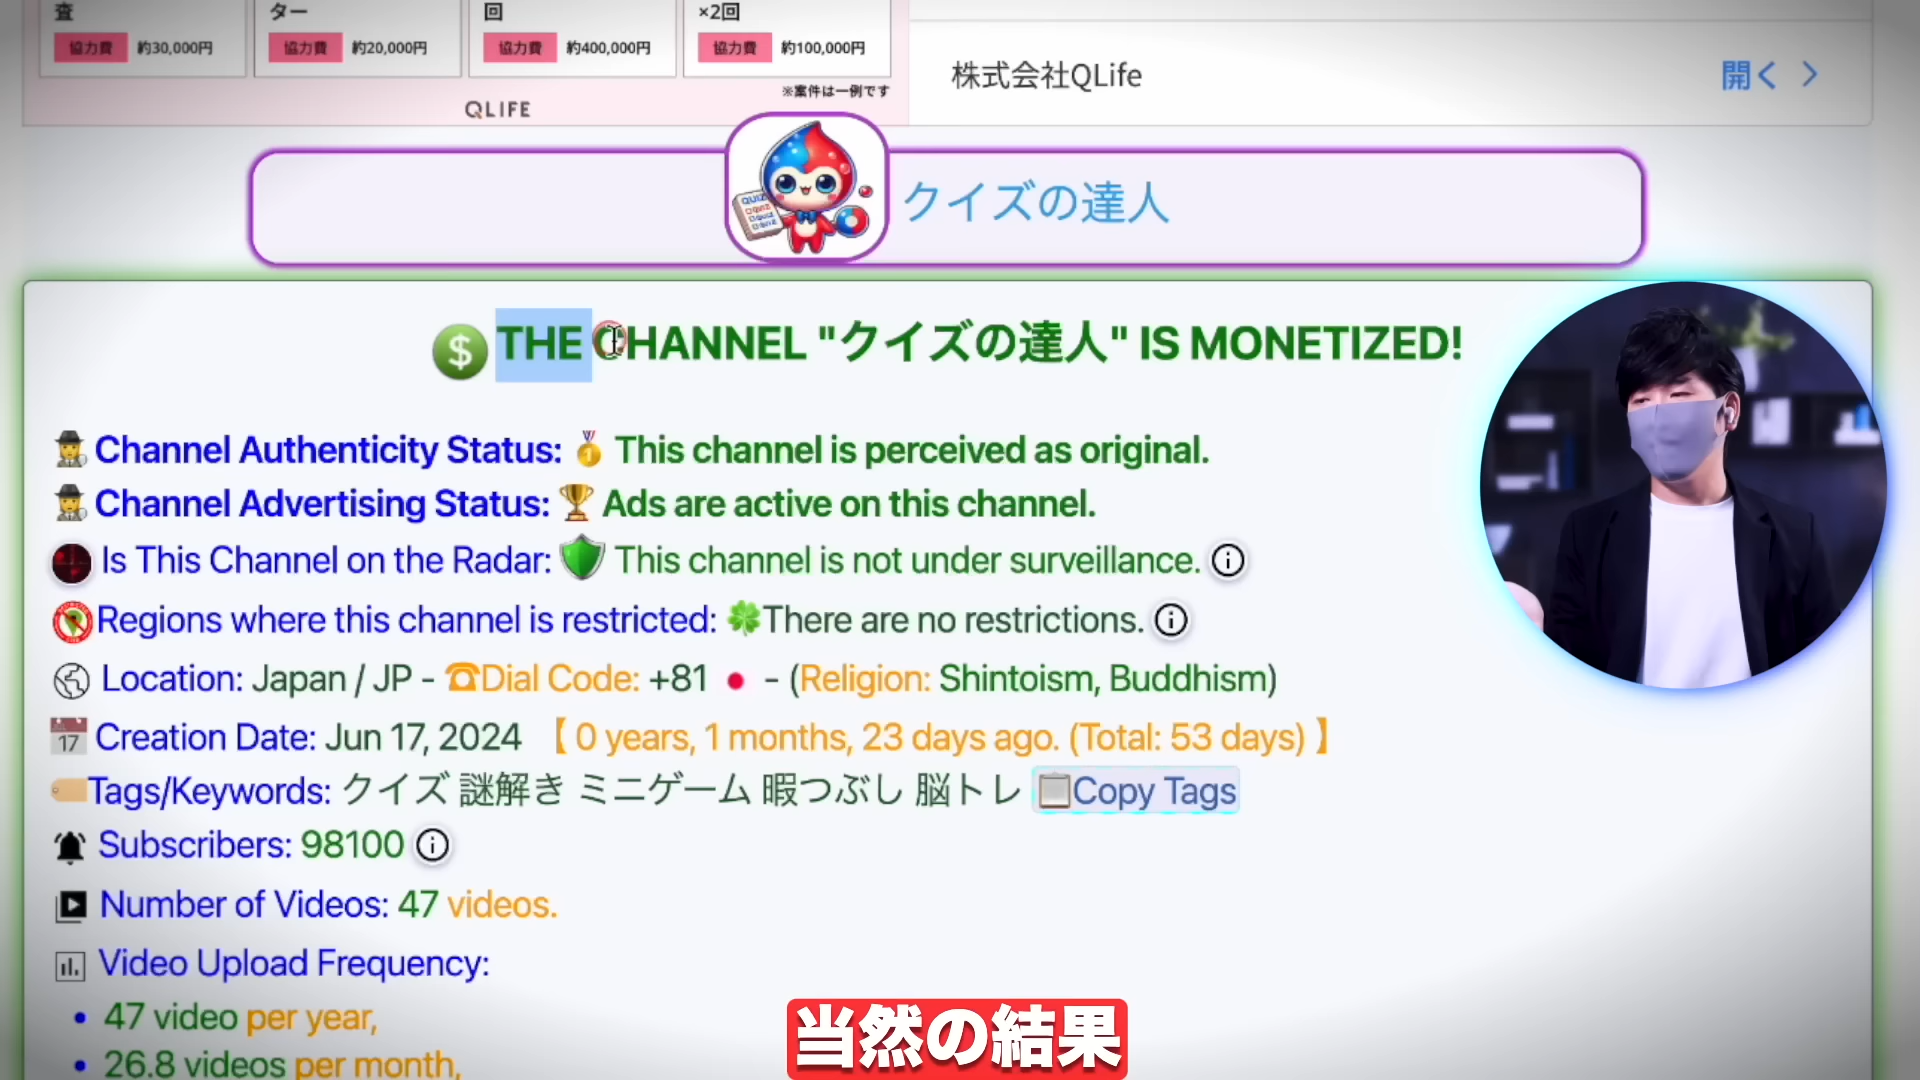 査
協力費 約30,000円
ター
協力費 約20,000円
回
協力費 約400,000円
×2回
協力費 約100,000円
※案件は一例です
QLIFE
株式会社QLife
開く
QUIZ
クイズの達人
THE CHANNEL "クイズの達人" IS MONETIZED!
Channel Authenticity Status: This channel is perceived as original.
Channel Advertising Status: Ads are active on this channel.
Is This Channel on the Radar: This channel is not under surveillance.
Regions where this channel is restricted: There are no restrictions.
Location: Japan / JP - Dial Code: +81 - (Religion: Shintoism, Buddhism)
17 Creation Date: Jun 17, 2024 【 0 years, 1 months, 23 days ago. (Total: 53 days) 】
Tags/Keywords: クイズ 謎解き ミニゲーム 暇つぶし 脳トレ Copy Tags
Subscribers: 98100
Number of Videos: 47 videos.
Video Upload Frequency:
• 47 video per year,
• 26.8 videos per month,
当然の結果